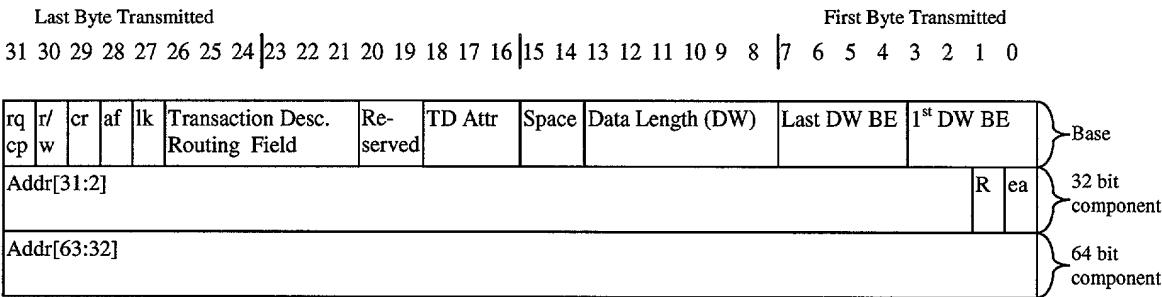 Last Byte Transmitted First Byte Transmitted
31 30 29 28 27 26 25 24 23 22 21 20 19 18 17 16 15 14 13 12 11 10 9 8 7 6 5 4 3 2 1 0
rq cp r/ w cr af lk Transaction Desc. Routing Field Re- served TD Attr Space Data Length (DW) Last DW BE 1st DW BE Base
Addr[31:2] R ea 32 bit component
Addr[63:32] 64 bit component